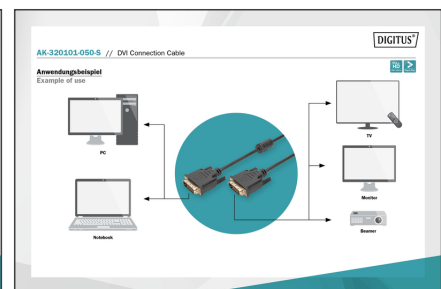 DIGITUS®
AK-320101-050-S // DVI Connection Cable
Anwendungsbeispiel
Example of use
PC
TV
Monitor
Notebook
Beamer